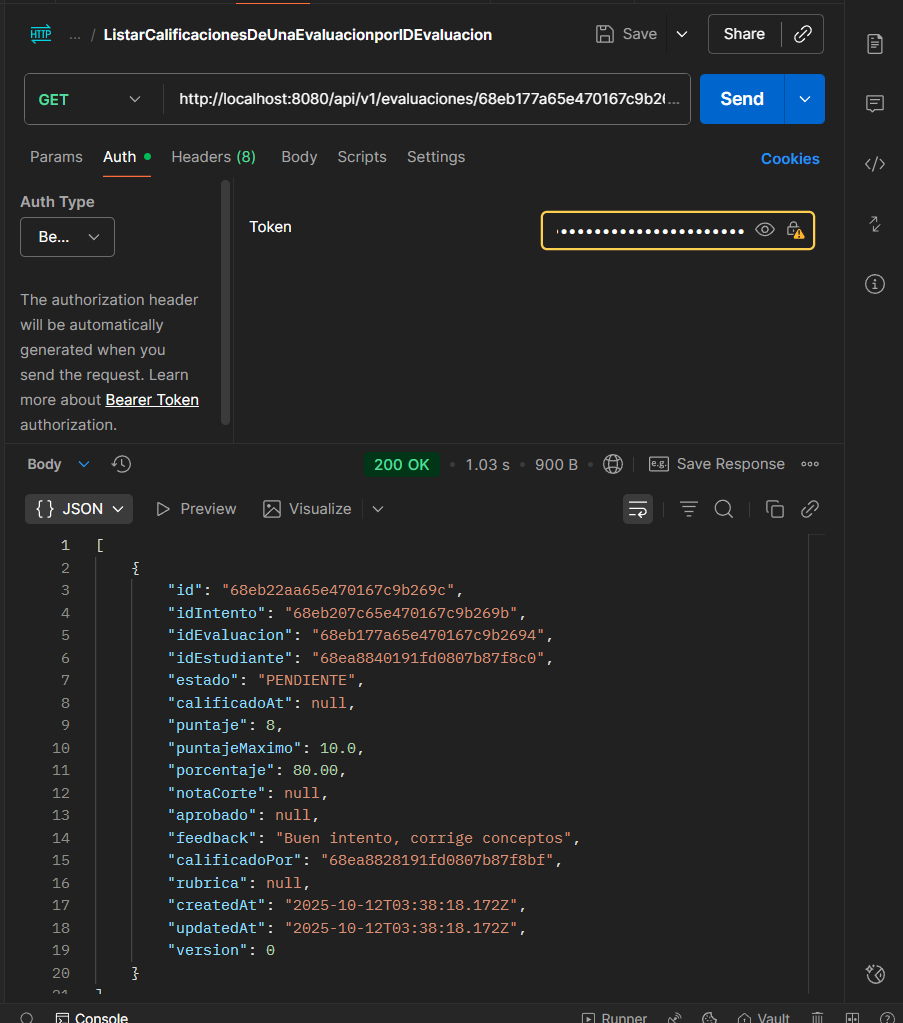 HTTP ... / ListarCalificacionesDeUnaEvaluacionporIDEvaluacion Save Share
GET http://localhost:8080/api/v1/evaluaciones/68eb177a65e470167c9b26... Send
Params Auth Headers (8) Body Scripts Settings Cookies
Auth Type
Be...
Token
The authorization header
will be automatically
generated when you
send the request. Learn
more about Bearer Token
authorization.
Body 200 OK • 1.03 s • 900 B • e.g. Save Response
{} JSON Preview Visualize
1 [
2 {
3 "id": "68eb22aa65e470167c9b269c",
4 "idIntento": "68eb207c65e470167c9b269b",
5 "idEvaluacion": "68eb177a65e470167c9b2694",
6 "idEstudiante": "68ea8840191fd0807b87f8c0",
7 "estado": "PENDIENTE",
8 "calificadoAt": null,
9 "puntaje": 8,
10 "puntajeMaximo": 10.0,
11 "porcentaje": 80.00,
12 "notaCorte": null,
13 "aprobado": null,
14 "feedback": "Buen intento, corrige conceptos",
15 "calificadoPor": "68ea8828191fd0807b87f8bf",
16 "rubrica": null,
17 "createdAt": "2025-10-12T03:38:18.172Z",
18 "updatedAt": "2025-10-12T03:38:18.172Z",
19 "version": 0
20 }
21 ]
Console Runner Vault